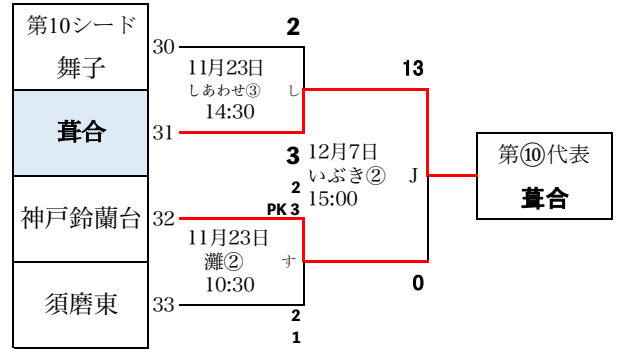 第10シード
舞子
30
2
11月23日
しあわせ③ し
14:30
13
葺合
31
3
12月7日
いぶき② J
15:00
第⑩代表
葺合
2
PK 3
神戸鈴蘭台
32
11月23日
灘② す
10:30
0
須磨東
33
2
1